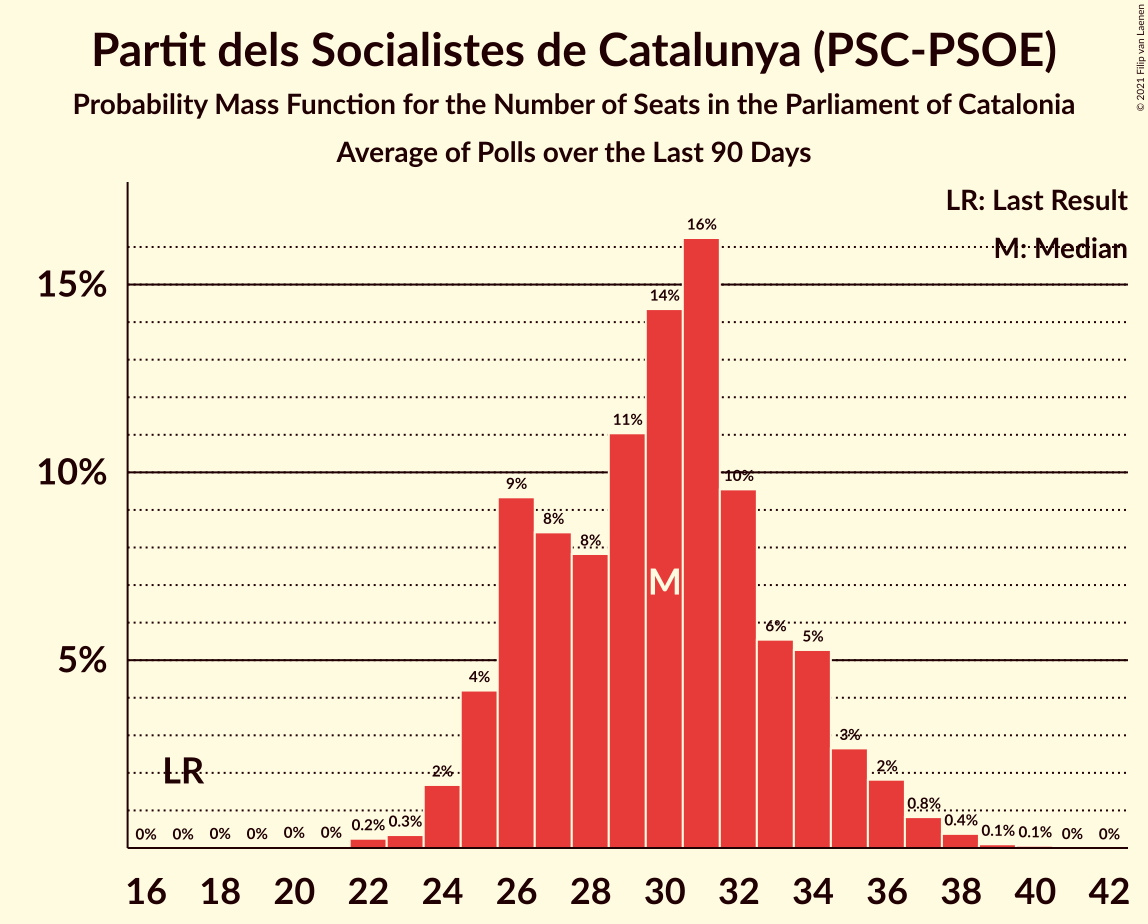 Partit dels Socialistes de Catalunya (PSC-PSOE)
Probability Mass Function for the Number of Seats in the Parliament of Catalonia
Average of Polls over the Last 90 Days
© 2021 Filip van Laenen
LR: Last Result
M: Median
15%
10%
5%
0% 0% 0% 0% 0% 0% 0.2% 0.3% 2% 4% 9% 8% 8% 11% 14% 16% 10% 6% 5% 3% 2% 0.8% 0.4% 0.1% 0.1% 0% 0%
LR
M
16 18 20 22 24 26 28 30 32 34 36 38 40 42